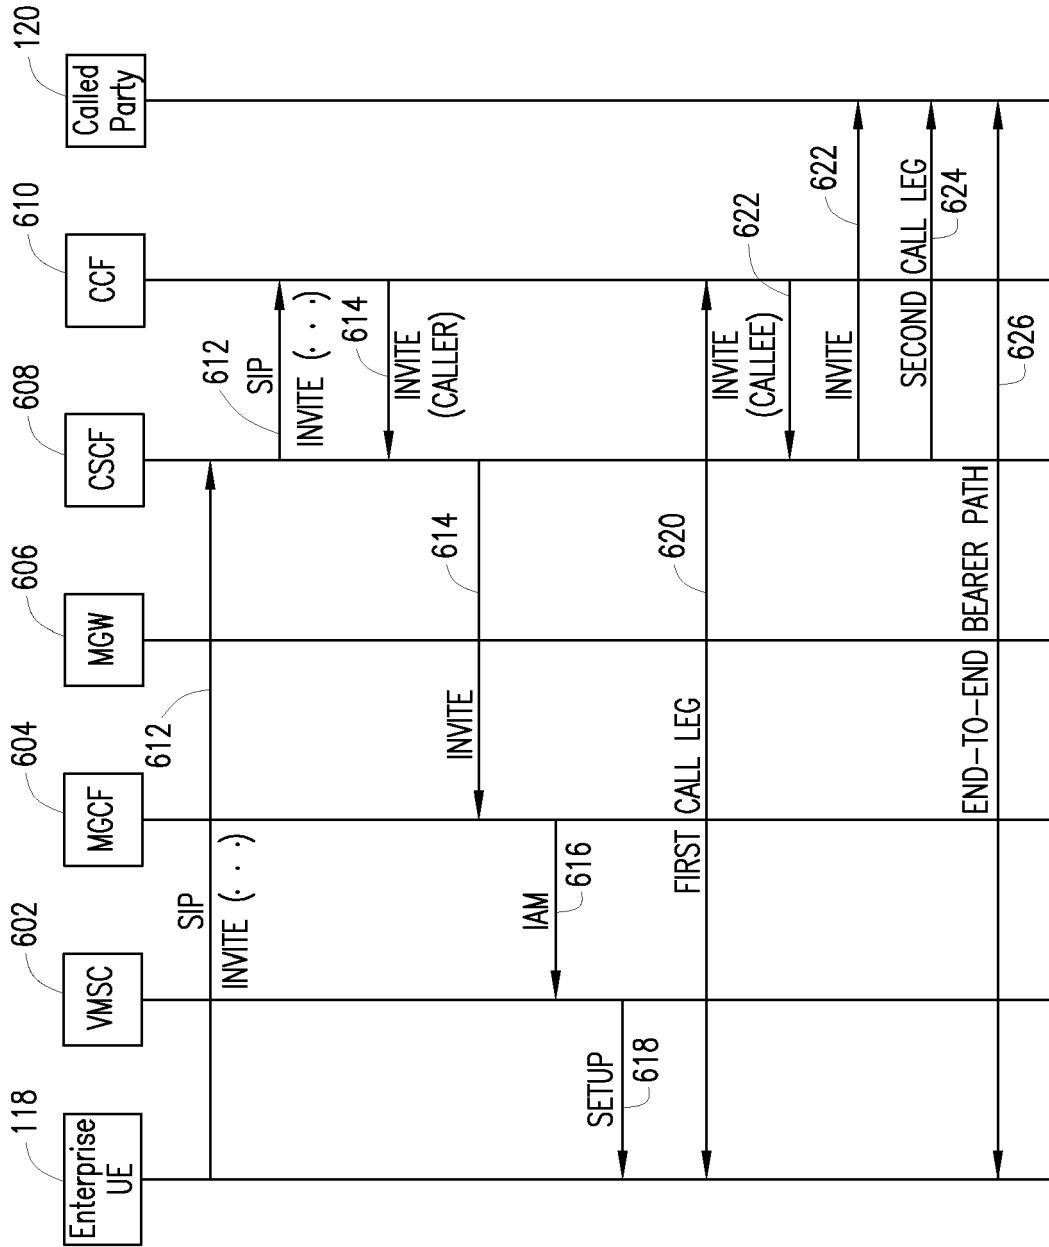 118
602
604
606
608
610
120
Enterprise
UE
VMSC
MGCF
MGW
CSCF
CCF
Called
Party
SIP
INVITE (. . .)
612
612
SIP
INVITE (. . .)
614
INVITE
(CALLER)
INVITE
614
IAM
616
SETUP
618
FIRST CALL LEG
620
INVITE
(CALLEE)
622
INVITE
622
SECOND CALL LEG
624
END-TO-END BEARER PATH
626